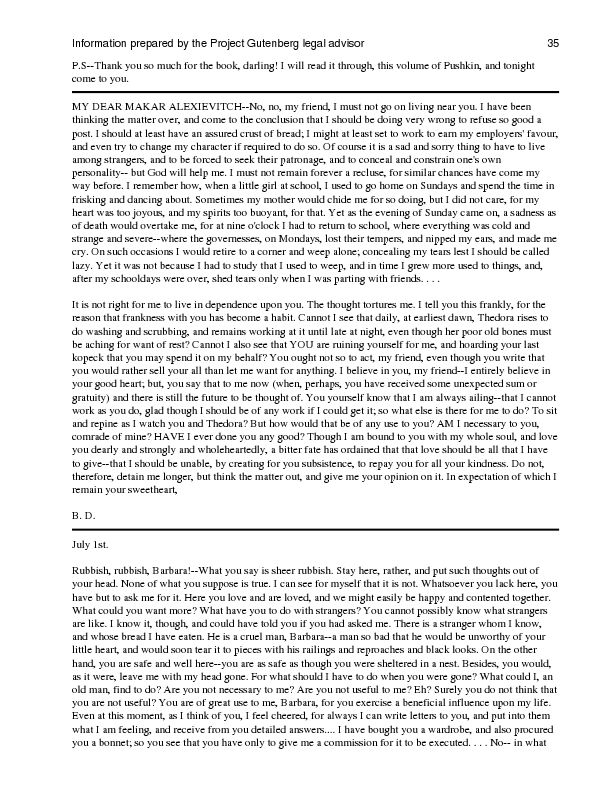 Information prepared by the Project Gutenberg legal advisor 35
P.S--Thank you so much for the book, darling! I will read it through, this volume of Pushkin, and tonight
come to you.
MY DEAR MAKAR ALEXIEVITCH--No, no, my friend, I must not go on living near you. I have been
thinking the matter over, and come to the conclusion that I should be doing very wrong to refuse so good a
post. I should at least have an assured crust of bread; I might at least set to work to earn my employers' favour,
and even try to change my character if required to do so. Of course it is a sad and sorry thing to have to live
among strangers, and to be forced to seek their patronage, and to conceal and constrain one's own
personality-- but God will help me. I must not remain forever a recluse, for similar chances have come my
way before. I remember how, when a little girl at school, I used to go home on Sundays and spend the time in
frisking and dancing about. Sometimes my mother would chide me for so doing, but I did not care, for my
heart was too joyous, and my spirits too buoyant, for that. Yet as the evening of Sunday came on, a sadness as
of death would overtake me, for at nine o'clock I had to return to school, where everything was cold and
strange and severe--where the governesses, on Mondays, lost their tempers, and nipped my ears, and made me
cry. On such occasions I would retire to a corner and weep alone; concealing my tears lest I should be called
lazy. Yet it was not because I had to study that I used to weep, and in time I grew more used to things, and,
after my schooldays were over, shed tears only when I was parting with friends. . . .
It is not right for me to live in dependence upon you. The thought tortures me. I tell you this frankly, for the
reason that frankness with you has become a habit. Cannot I see that daily, at earliest dawn, Thedora rises to
do washing and scrubbing, and remains working at it until late at night, even though her poor old bones must
be aching for want of rest? Cannot I also see that YOU are ruining yourself for me, and hoarding your last
kopeck that you may spend it on my behalf? You ought not so to act, my friend, even though you write that
you would rather sell your all than let me want for anything. I believe in you, my friend--I entirely believe in
your good heart; but, you say that to me now (when, perhaps, you have received some unexpected sum or
gratuity) and there is still the future to be thought of. You yourself know that I am always ailing--that I cannot
work as you do, glad though I should be of any work if I could get it; so what else is there for me to do? To sit
and repine as I watch you and Thedora? But how would that be of any use to you? AM I necessary to you,
comrade of mine? HAVE I ever done you any good? Though I am bound to you with my whole soul, and love
you dearly and strongly and wholeheartedly, a bitter fate has ordained that that love should be all that I have
to give--that I should be unable, by creating for you subsistence, to repay you for all your kindness. Do not,
therefore, detain me longer, but think the matter out, and give me your opinion on it. In expectation of which I
remain your sweetheart,
B. D.
July 1st.
Rubbish, rubbish, Barbara!--What you say is sheer rubbish. Stay here, rather, and put such thoughts out of
your head. None of what you suppose is true. I can see for myself that it is not. Whatsoever you lack here, you
have but to ask me for it. Here you love and are loved, and we might easily be happy and contented together.
What could you want more? What have you to do with strangers? You cannot possibly know what strangers
are like. I know it, though, and could have told you if you had asked me. There is a stranger whom I know,
and whose bread I have eaten. He is a cruel man, Barbara--a man so bad that he would be unworthy of your
little heart, and would soon tear it to pieces with his railings and reproaches and black looks. On the other
hand, you are safe and well here--you are as safe as though you were sheltered in a nest. Besides, you would,
as it were, leave me with my head gone. For what should I have to do when you were gone? What could I, an
old man, find to do? Are you not necessary to me? Are you not useful to me? Eh? Surely you do not think that
you are not useful? You are of great use to me, Barbara, for you exercise a beneficial influence upon my life.
Even at this moment, as I think of you, I feel cheered, for always I can write letters to you, and put into them
what I am feeling, and receive from you detailed answers.... I have bought you a wardrobe, and also procured
you a bonnet; so you see that you have only to give me a commission for it to be executed. . . . No-- in what